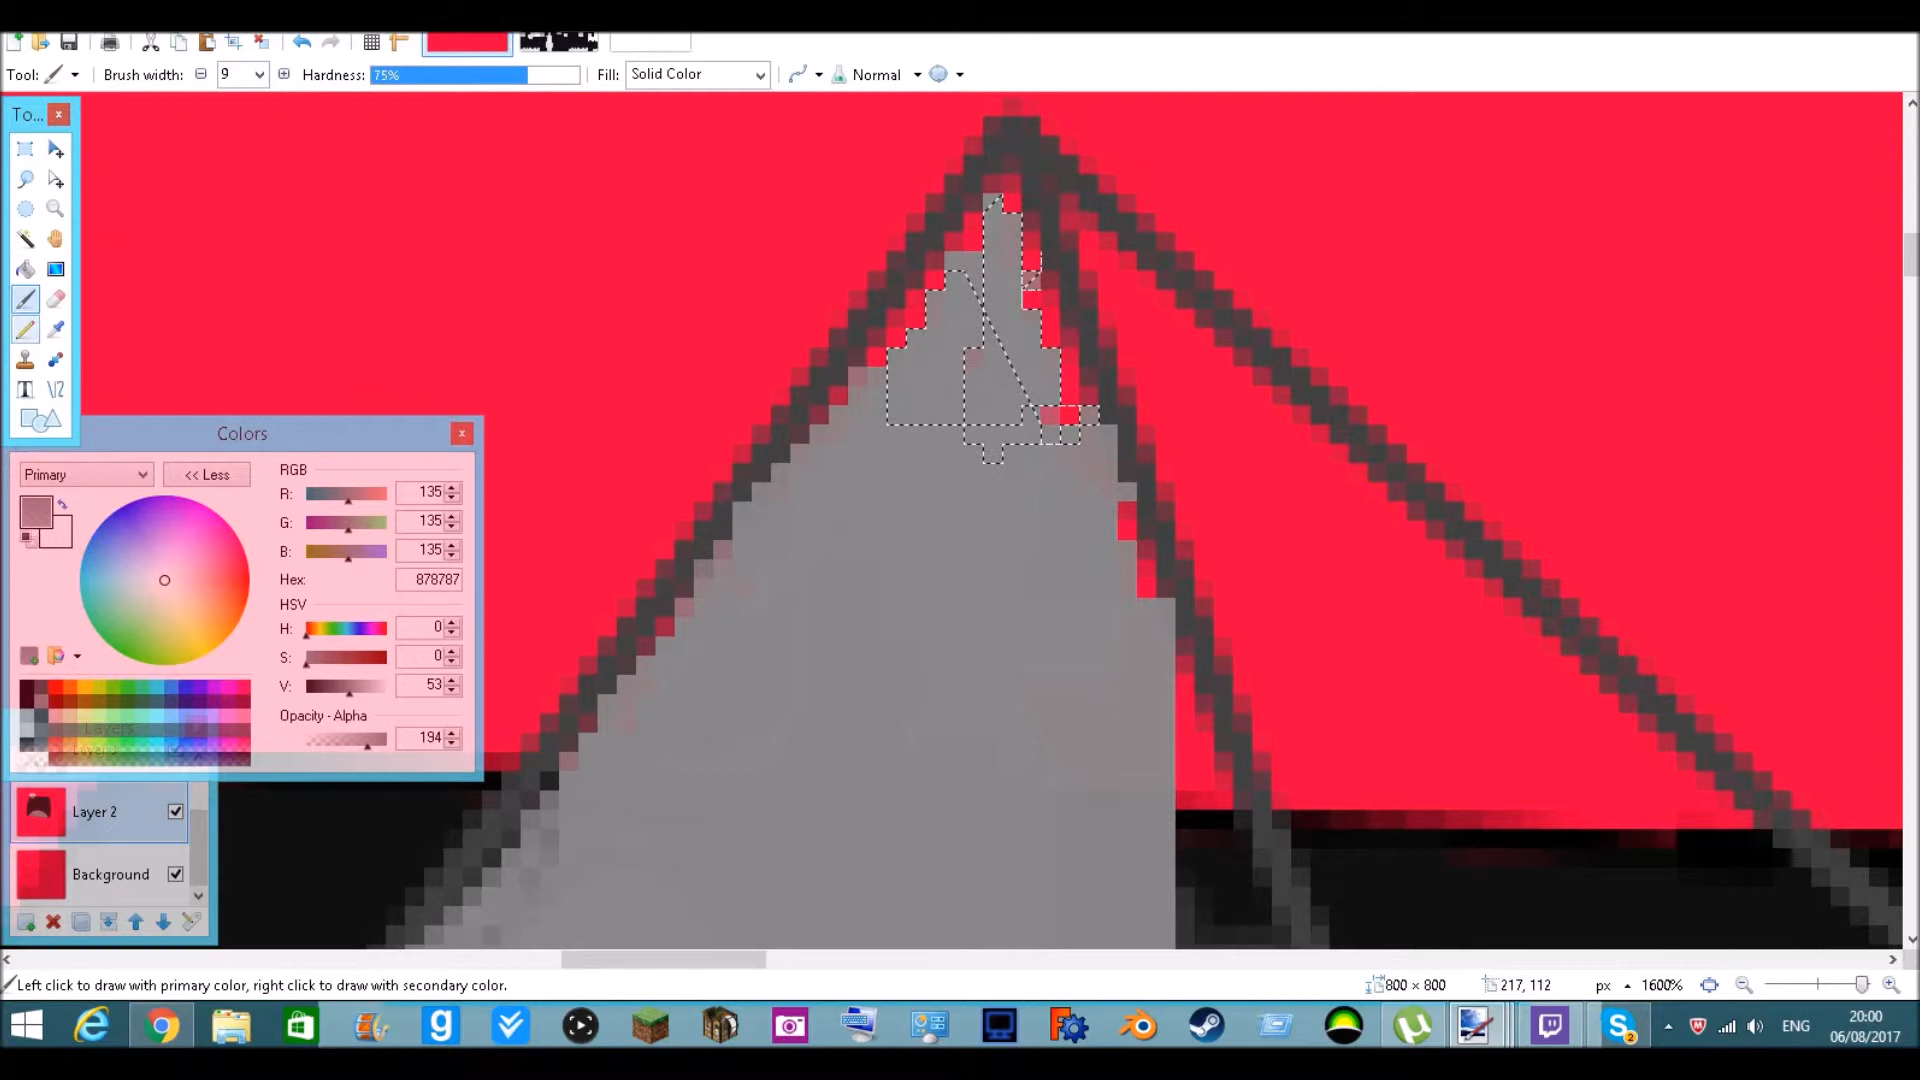 Tool: Brush width: 9 Hardness: 75% Fill: Solid Color Normal
To...
Colors
Primary << Less RGB
R: 135
G: 135
B: 135
Hex: 878787
HSV
H: 0
S: 0
V: 53
Opacity - Alpha
194
Layers
Layer 2
Background
Left click to draw with primary color, right click to draw with secondary color. 800 × 800 217, 112 px 1600%
ENG 20:00
06/08/2017